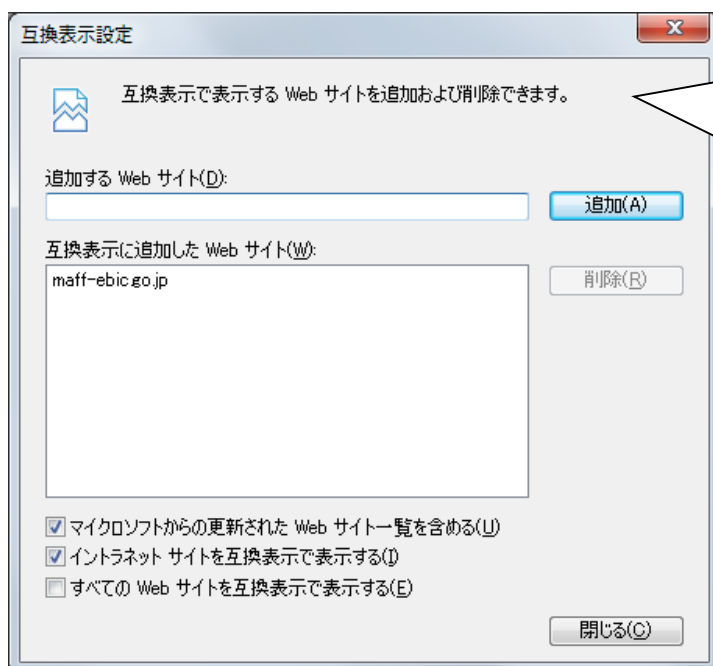 互換表示設定
互換表示で表示する Web サイトを追加および削除できます。
追加する Web サイト(D):
追加(A)
互換表示に追加した Web サイト(W):
maff-ebic.go.jp
削除(R)
マイクロソフトからの更新された Web サイト一覧を含める(U)
イントラネット サイトを互換表示で表示する(I)
すべての Web サイトを互換表示で表示する(E)
閉じる(C)